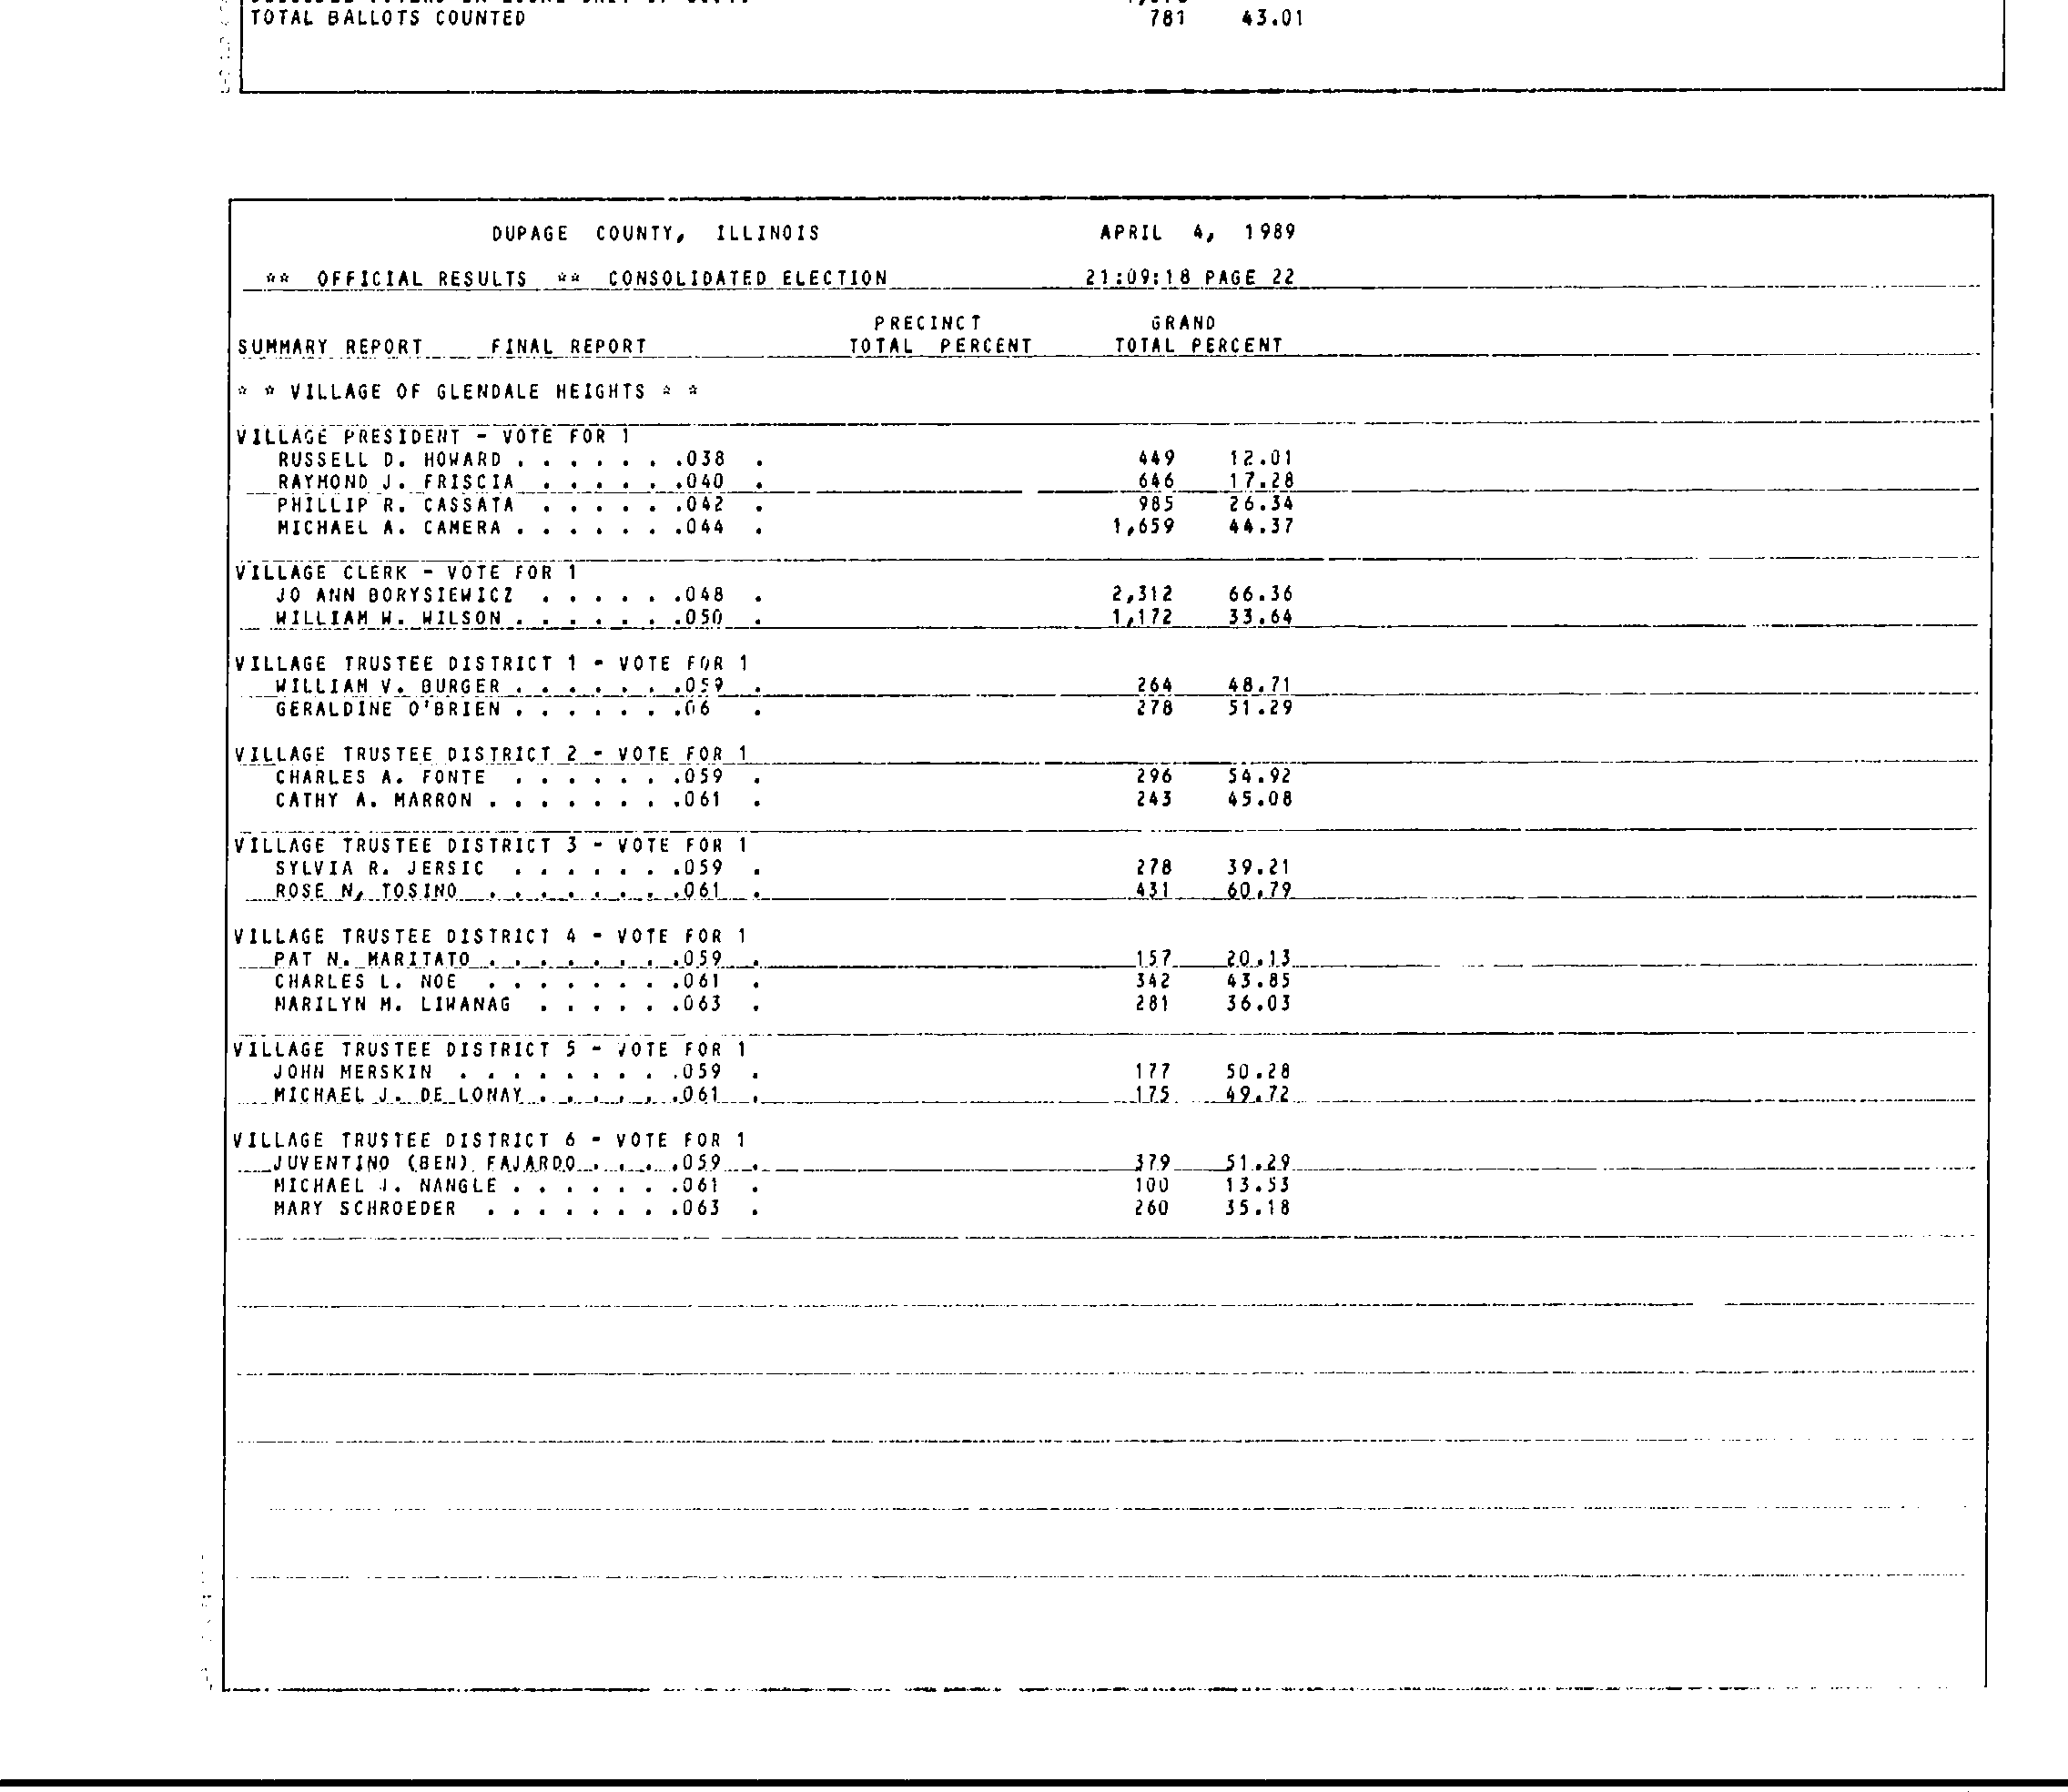 TOTAL BALLOTS COUNTED 781 43.01
DUPAGE COUNTY, ILLINOIS APRIL 4, 1989
** OFFICIAL RESULTS ** CONSOLIDATED ELECTION 21:09:18 PAGE 22
PRECINCT GRAND
SUMMARY REPORT FINAL REPORT TOTAL PERCENT TOTAL PERCENT
* * VILLAGE OF GLENDALE HEIGHTS * *
VILLAGE PRESIDENT - VOTE FOR 1
RUSSELL D. HOWARD . . . . . . .038 . 449 12.01
RAYMOND J. FRISCIA . . . . . .040 . 646 17.28
PHILLIP R. CASSATA . . . . . .042 . 985 26.34
MICHAEL A. CAMERA . . . . . . .044 . 1,659 44.37
VILLAGE CLERK - VOTE FOR 1
JO ANN BORYSIEWICZ . . . . . .048 . 2,312 66.36
WILLIAM W. WILSON . . . . . . .050 . 1,172 33.64
VILLAGE TRUSTEE DISTRICT 1 - VOTE FOR 1
WILLIAM V. BURGER . . . . . . .059 . 264 48.71
GERALDINE O'BRIEN . . . . . . .06 . 278 51.29
VILLAGE TRUSTEE DISTRICT 2 - VOTE FOR 1
CHARLES A. FONTE . . . . . . .059 . 296 54.92
CATHY A. MARRON . . . . . . . .061 . 243 45.08
VILLAGE TRUSTEE DISTRICT 3 - VOTE FOR 1
SYLVIA R. JERSIC . . . . . . .059 . 278 39.21
ROSE N. TOSINO . . . . . . . .061 . 431 60.79
VILLAGE TRUSTEE DISTRICT 4 - VOTE FOR 1
PAT N. MARITATO . . . . . . . .059 . 157 20.13
CHARLES L. NOE . . . . . . . .061 . 342 43.85
MARILYN M. LIWANAG . . . . . .063 . 281 36.03
VILLAGE TRUSTEE DISTRICT 5 - VOTE FOR 1
JOHN MERSKIN . . . . . . . . .059 . 177 50.28
MICHAEL J. DE LONAY . . . . . .061 . 175 49.72
VILLAGE TRUSTEE DISTRICT 6 - VOTE FOR 1
JUVENTINO (BEN) FAJARDO . . . .059 . 379 51.29
MICHAEL J. NANGLE . . . . . . .061 . 100 13.53
MARY SCHROEDER . . . . . . . .063 . 260 35.18